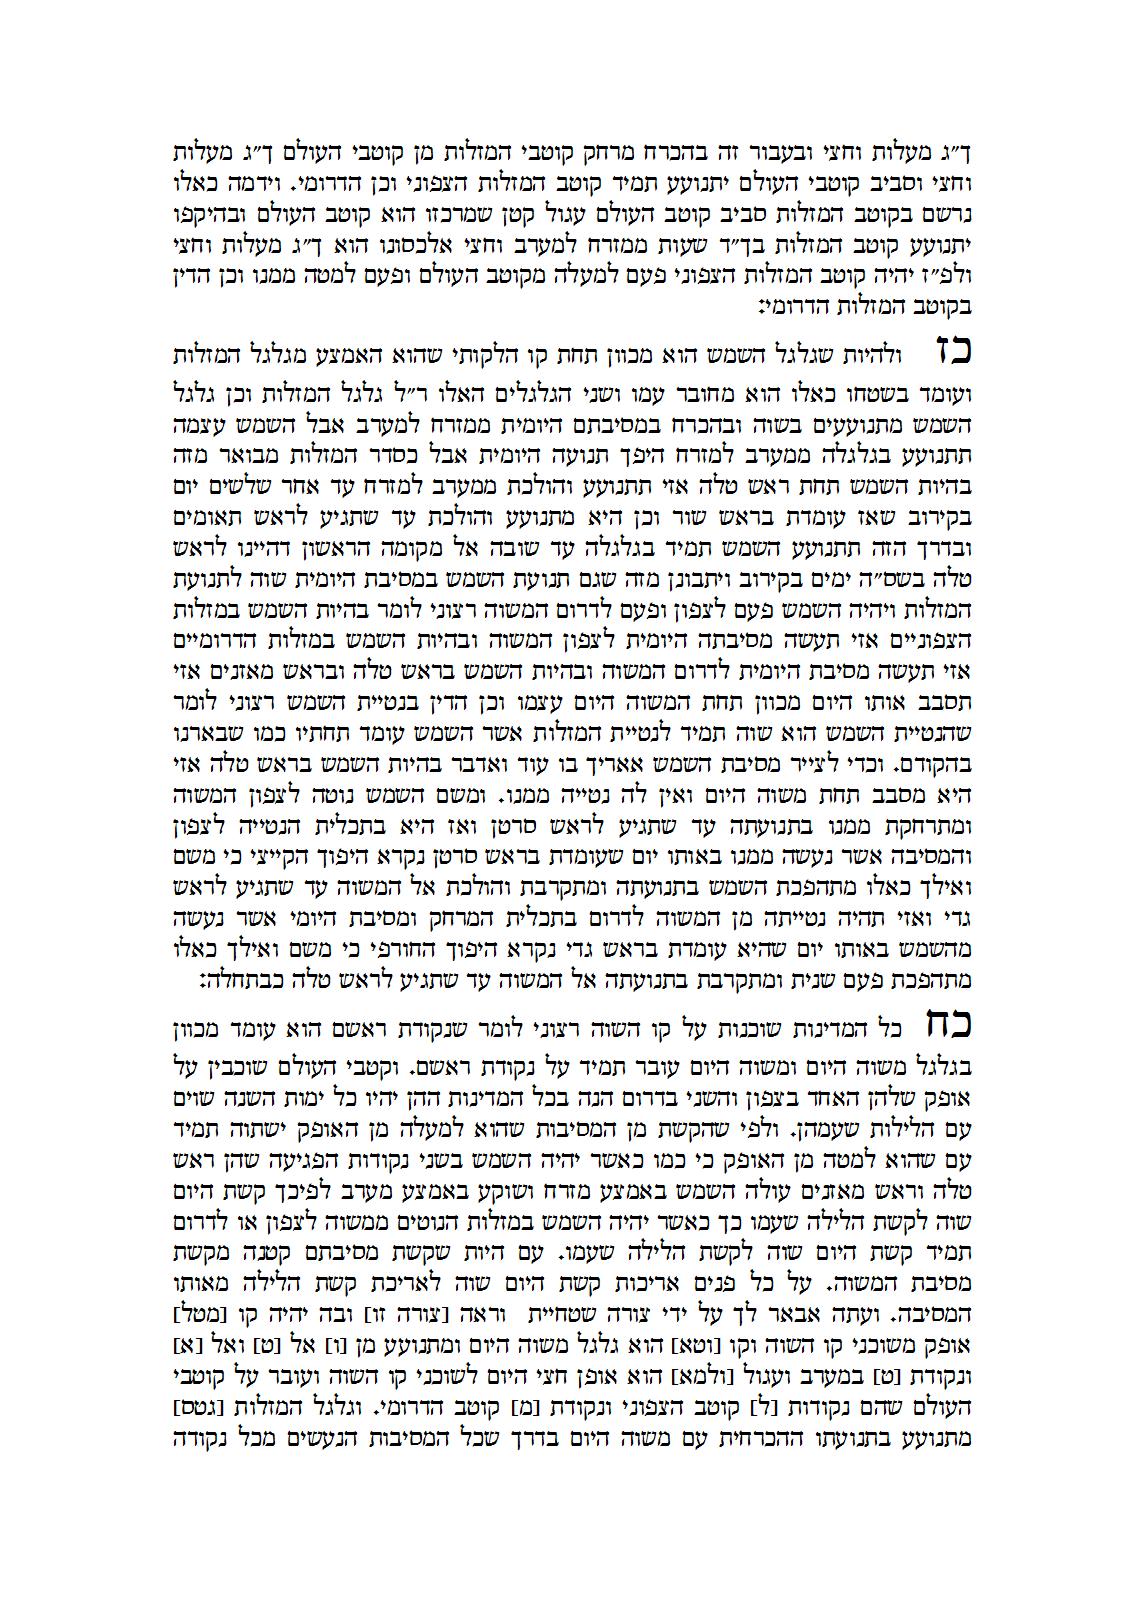 ך״ג מעלות וחצי ובעבור זה בהכרח מרחק קוטבי המזלות מן קוטבי העולם ך״ג מעלות
וחצי וסביב קוטבי העולם יתנועע תמיד קוטב המזלות הצפוני וכן הדרומי. וידמה כאלו
נרשם בקוטב המזלות סביב קוטב העולם עגול קטן שמרכזו הוא קוטב העולם ובהיקפו
יתנועע קוטב המזלות בך״ד שעות ממזרח למערב וחצי אלכסונו הוא ך״ג מעלות וחצי
ולפ״ז יהיה קוטב המזלות הצפוני פעם למעלה מקוטב העולם ופעם למטה ממנו וכן הדין
בקוטב המזלות הדרומי:
כז ולהיות שגלגל השמש הוא מכוון תחת קו הלקותי שהוא האמצע מגלגל המזלות
ועומד בשטחו כאלו הוא מחובר עמו ושני הגלגלים האלו ר״ל גלגל המזלות וכן גלגל
השמש מתנועעים בשוה ובהכרח במסיבתם היומית ממזרח למערב אבל השמש עצמה
תתנועע בגלגלה ממערב למזרח היפך תנועה היומית אבל כסדר המזלות מבואר מזה
בהיות השמש תחת ראש טלה אזי תתנועע והולכת ממערב למזרח עד אחר שלשים יום
בקירוב שאז עומדת בראש שור וכן היא מתנועע והולכת עד שתגיע לראש תאומים
ובדרך הזה תתנועע השמש תמיד בגלגלה עד שובה אל מקומה הראשון דהיינו לראש
טלה בשס״ה ימים בקירוב ויתבונן מזה שגם תנועת השמש במסיבת היומית שוה לתנועת
המזלות ויהיה השמש פעם לצפון ופעם לדרום המשוה רצוני לומר בהיות השמש במזלות
הצפוניים אזי תעשה מסיבתה היומית לצפון המשוה ובהיות השמש במזלות הדרומיים
אזי תעשה מסיבת היומית לדרום המשוה ובהיות השמש בראש טלה ובראש מאזנים אזי
תסבב אותו היום מכוון תחת המשוה היום עצמו וכן הדין בנטיית השמש רצוני לומר
שהנטיית השמש הוא שוה תמיד לנטיית המזלות אשר השמש עומד תחתיו כמו שבארנו
בהקודם. וכדי לצייר מסיבת השמש אאריך בו עוד ואדבר בהיות השמש בראש טלה אזי
היא מסבב תחת משוה היום ואין לה נטייה ממנו. ומשם השמש נוטה לצפון המשוה
ומתרחקת ממנו בתנועתה עד שתגיע לראש סרטן ואז היא בתכלית הנטייה לצפון
והמסיבה אשר נעשה ממנו באותו יום שעומדת בראש סרטן נקרא היפוך הקייצי כי משם
ואילך כאלו מתהפכת השמש בתנועתה ומתקרבת והולכת אל המשוה עד שתגיע לראש
גדי ואזי תהיה נטייתה מן המשוה לדרום בתכלית המרחק ומסיבת היומי אשר נעשה
מהשמש באותו יום שהיא עומדת בראש גדי נקרא היפוך החורפי כי משם ואילך כאלו
מתהפכת פעם שנית ומתקרבת בתנועתה אל המשוה עד שתגיע לראש טלה כבתחלה:
כח כל המדינות שוכנות על קו השוה רצוני לומר שנקודת ראשם הוא עומד מכוון
בגלגל משוה היום ומשוה היום עובר תמיד על נקודת ראשם. וקטבי העולם שוכבין על
אופק שלהן האחד בצפון והשני בדרום הנה בכל המדינות ההן יהיו כל ימות השנה שוים
עם הלילות שעמהן. ולפי שהקשת מן המסיבות שהוא למעלה מן האופק ישתוה תמיד
עם שהוא למטה מן האופק כי כמו כאשר יהיה השמש בשני נקודות הפגיעה שהן ראש
טלה וראש מאזנים עולה השמש באמצע מזרח ושוקע באמצע מערב לפיכך קשת היום
שוה לקשת הלילה שעמו כך כאשר יהיה השמש במזלות הנוטים ממשוה לצפון או לדרום
תמיד קשת היום שוה לקשת הלילה שעמו. עם היות שקשת מסיבתם קטנה מקשת
מסיבת המשוה. על כל פנים אריכות קשת היום שוה לאריכת קשת הלילה מאותו
המסיבה. ועתה אבאר לך על ידי צורה שטחיית וראה [צורה זו] ובה יהיה קו [מטל]
אופק משוכני קו השוה וקו [וטא] הוא גלגל משוה היום ומתנועע מן [ו] אל [ט] ואל [א]
ונקודת [ט] במערב ועגול [ולמא] הוא אופן חצי היום לשוכני קו השוה ועובר על קוטבי
העולם שהם נקודות [ל] קוטב הצפוני ונקודת [מ] קוטב הדרומי. וגלגל המזלות [גטס]
מתנועע בתנועתו ההכרחית עם משוה היום בדרך שכל המסיבות הנעשים מכל נקודה